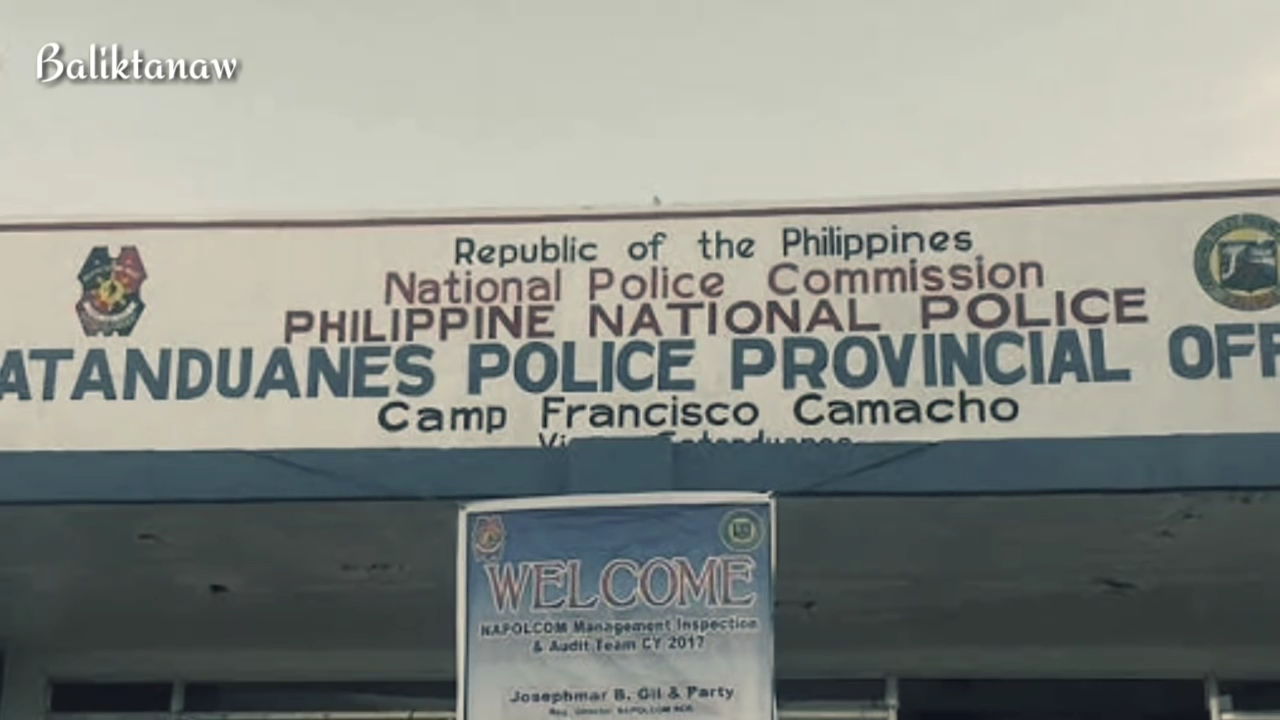 Baliktanaw
Republic of the Philippines
National Police Commission
PHILIPPINE NATIONAL POLICE
ATANDUANES POLICE PROVINCIAL OFF
Camp Francisco Camacho
WELCOME
NAPOLCOM Management Inspection
& Audit Team CY 2017
Josephmar B. Gil & Party